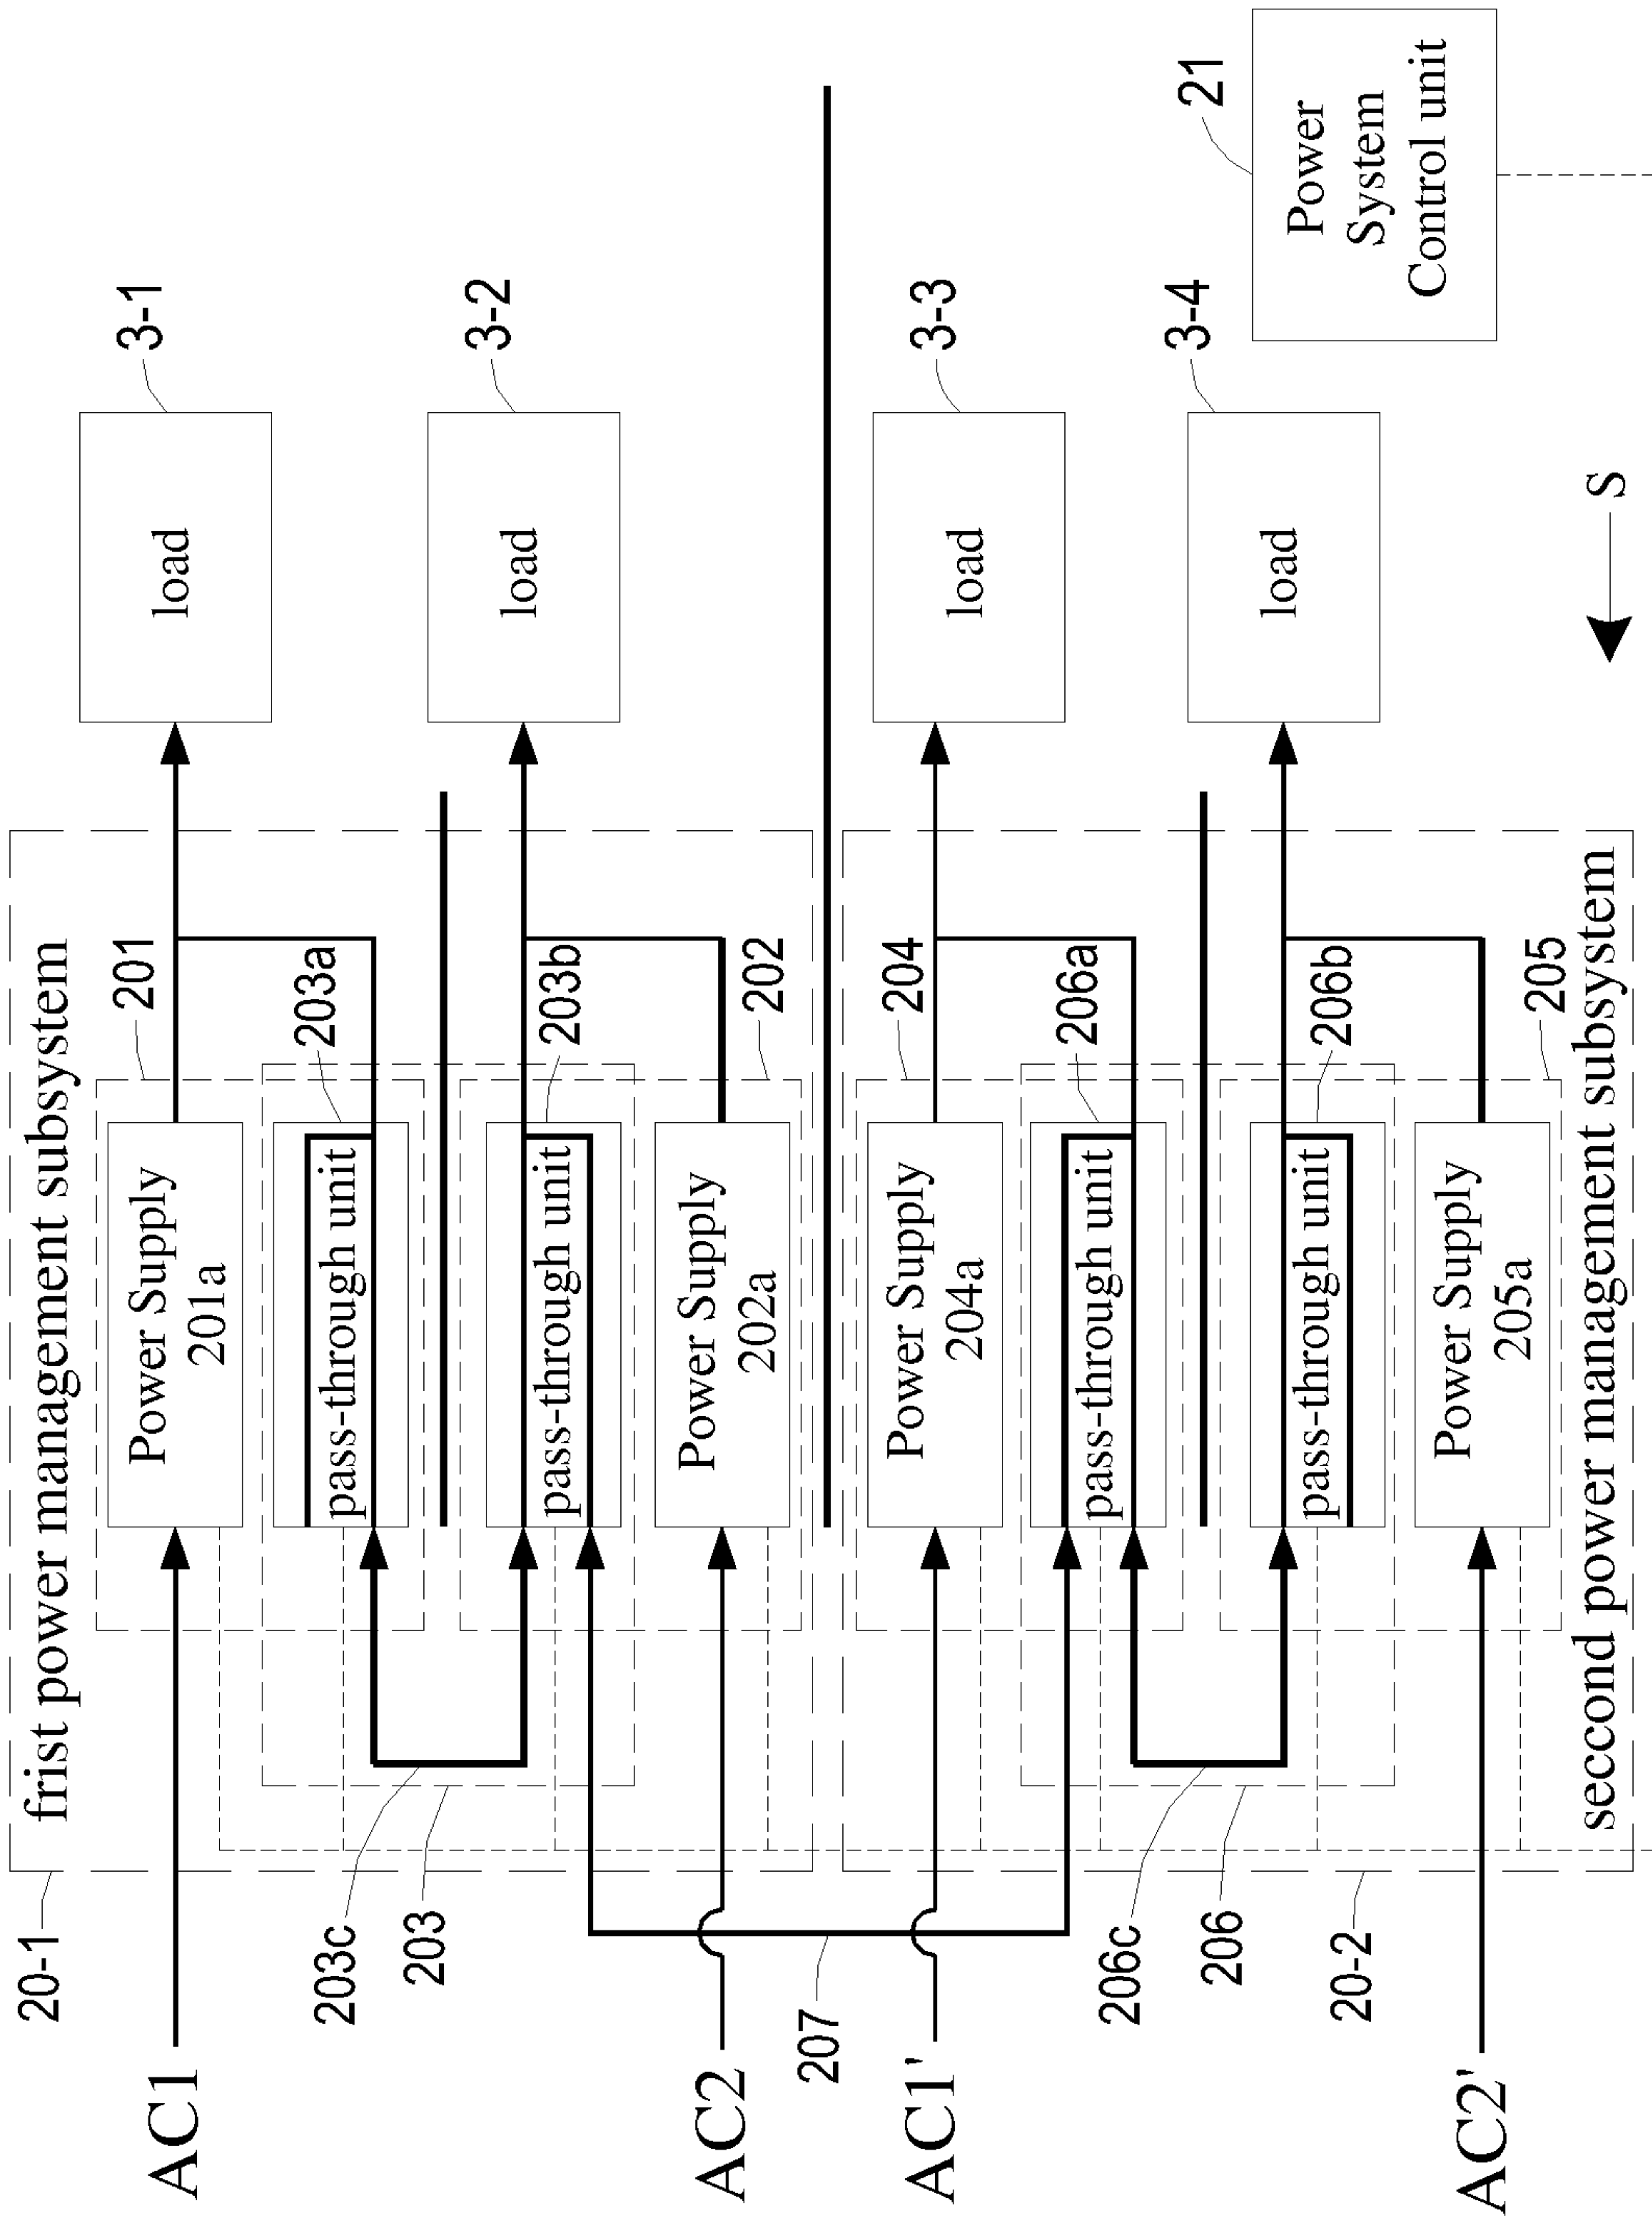 frist power management subsystem
20-1
AC1
Power Supply
201a
201
3-1
load
203a
pass-through unit
203c
203
203b
pass-through unit
3-2
load
AC2
Power Supply
202a
202
207
AC1'
Power Supply
204a
204
3-3
load
206a
pass-through unit
206c
206
206b
pass-through unit
3-4
load
21
Power
System
Control unit
AC2'
Power Supply
205a
205
20-2
seccond power management subsystem
S